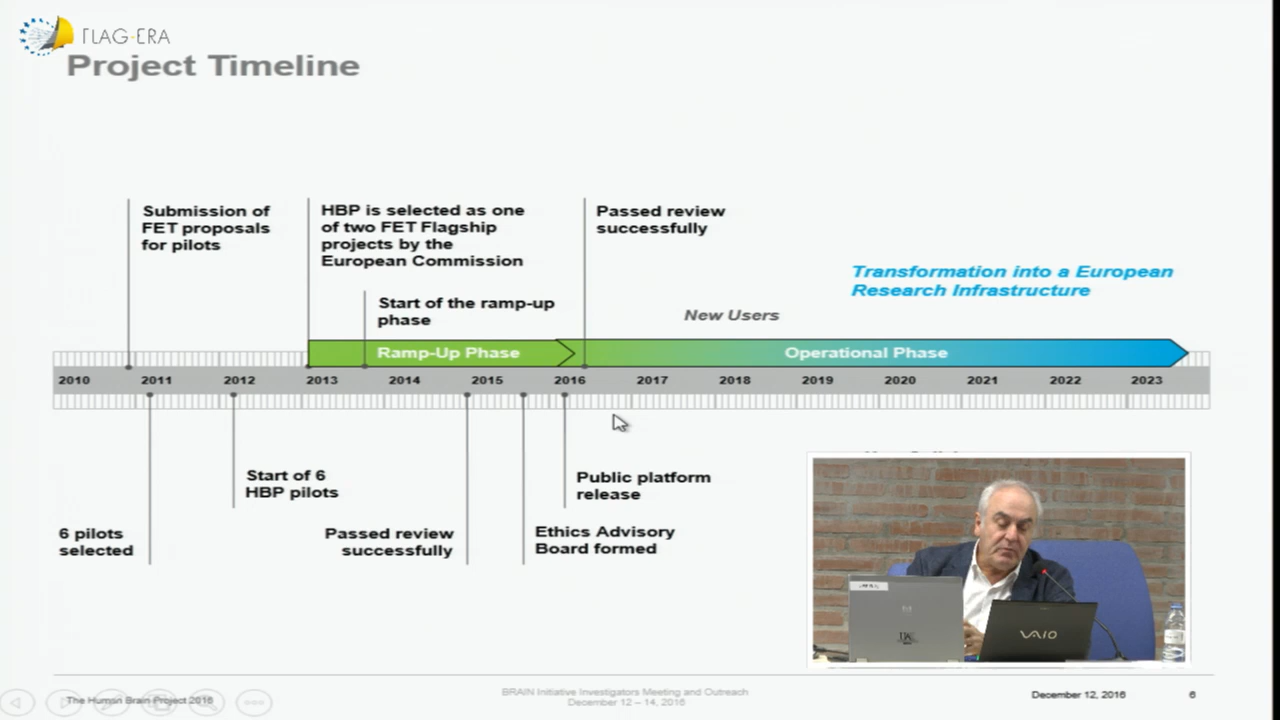 FLAG-ERA
Project Timeline
Submission of
FET proposals
for pilots
HBP is selected as one
of two FET Flagship
projects by the
European Commission
Passed review
successfully
Transformation into a European
Research Infrastructure
Start of the ramp-up
phase
New Users
Ramp-Up Phase
Operational Phase
2010 2011 2012 2013 2014 2015 2016 2017 2018 2019 2020 2021 2022 2023
Start of 6
HBP pilots
Public platform
release
6 pilots
selected
Passed review
successfully
Ethics Advisory
Board formed
VAIO
The Human Brain Project 2016
BRAIN Initiative Investigators Meeting and Outreach
December 12 – 14, 2016
December 12, 2016
6